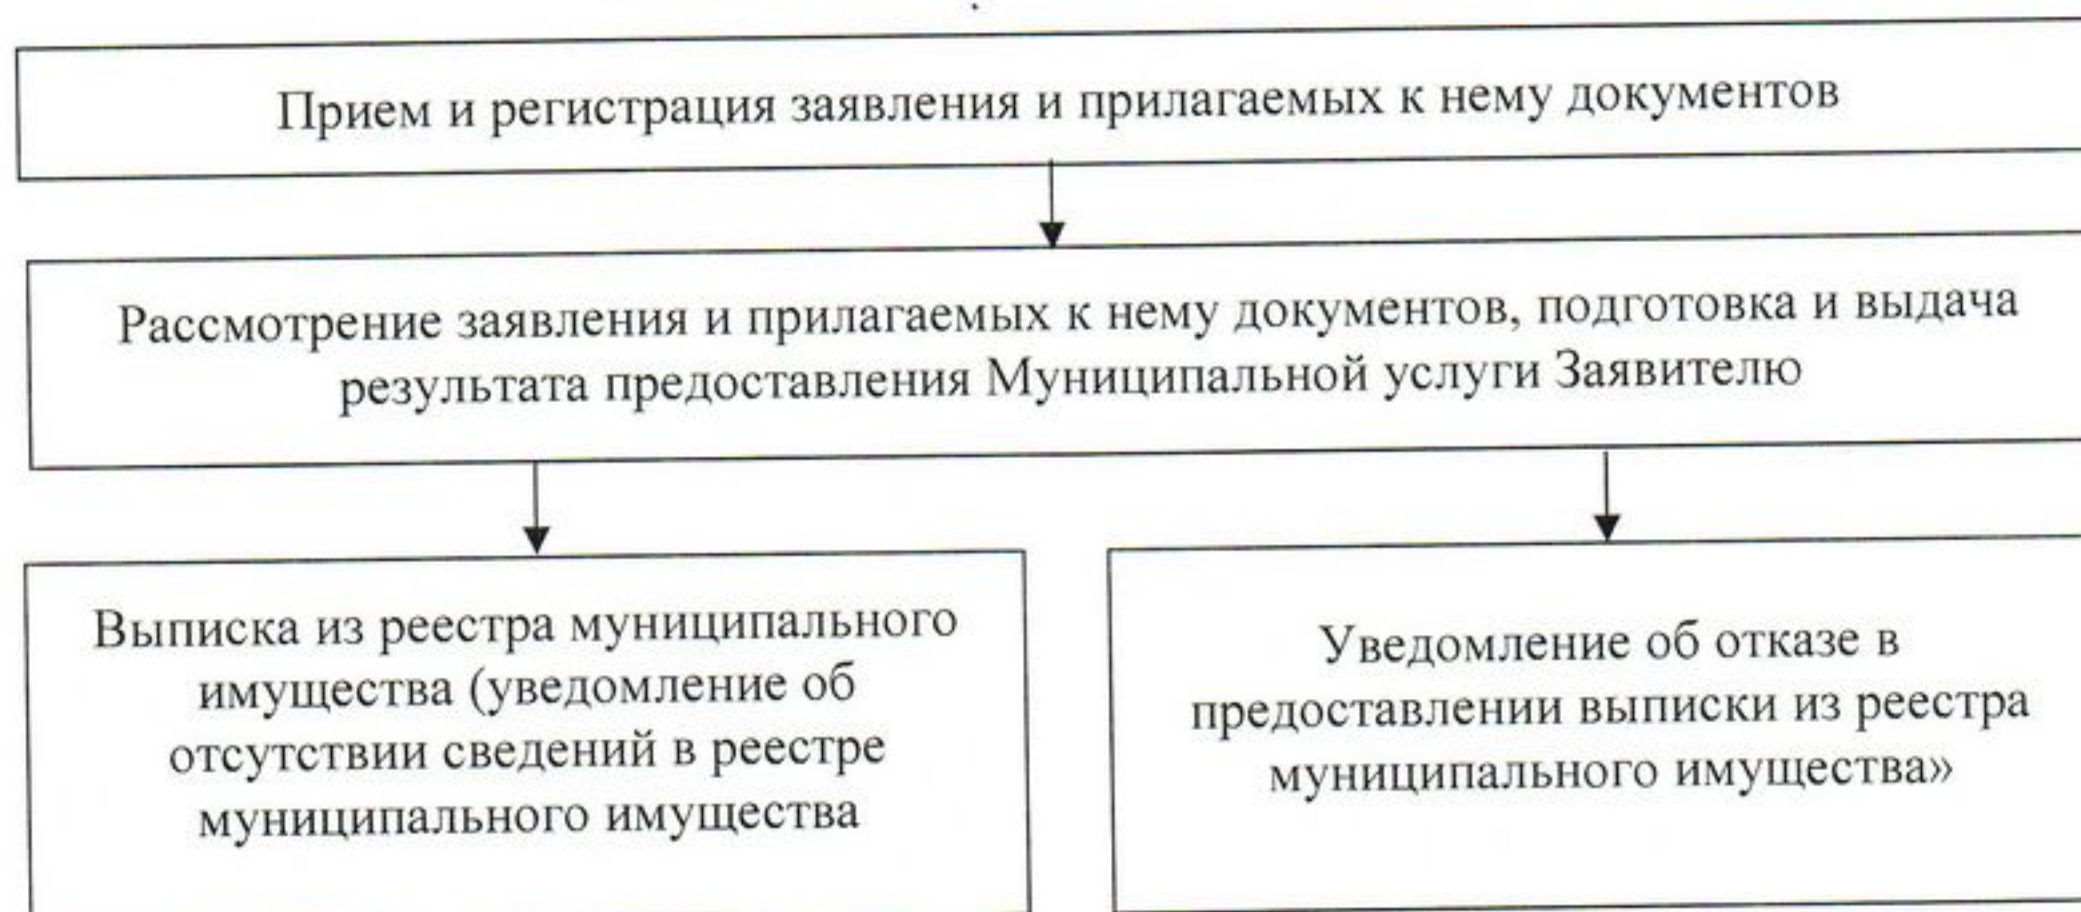 Прием и регистрация заявления и прилагаемых к нему документов
Рассмотрение заявления и прилагаемых к нему документов, подготовка и выдача
результата предоставления Муниципальной услуги Заявителю
Выписка из реестра муниципального
имущества (уведомление об
отсутствии сведений в реестре
муниципального имущества
Уведомление об отказе в
предоставлении выписки из реестра
муниципального имущества»